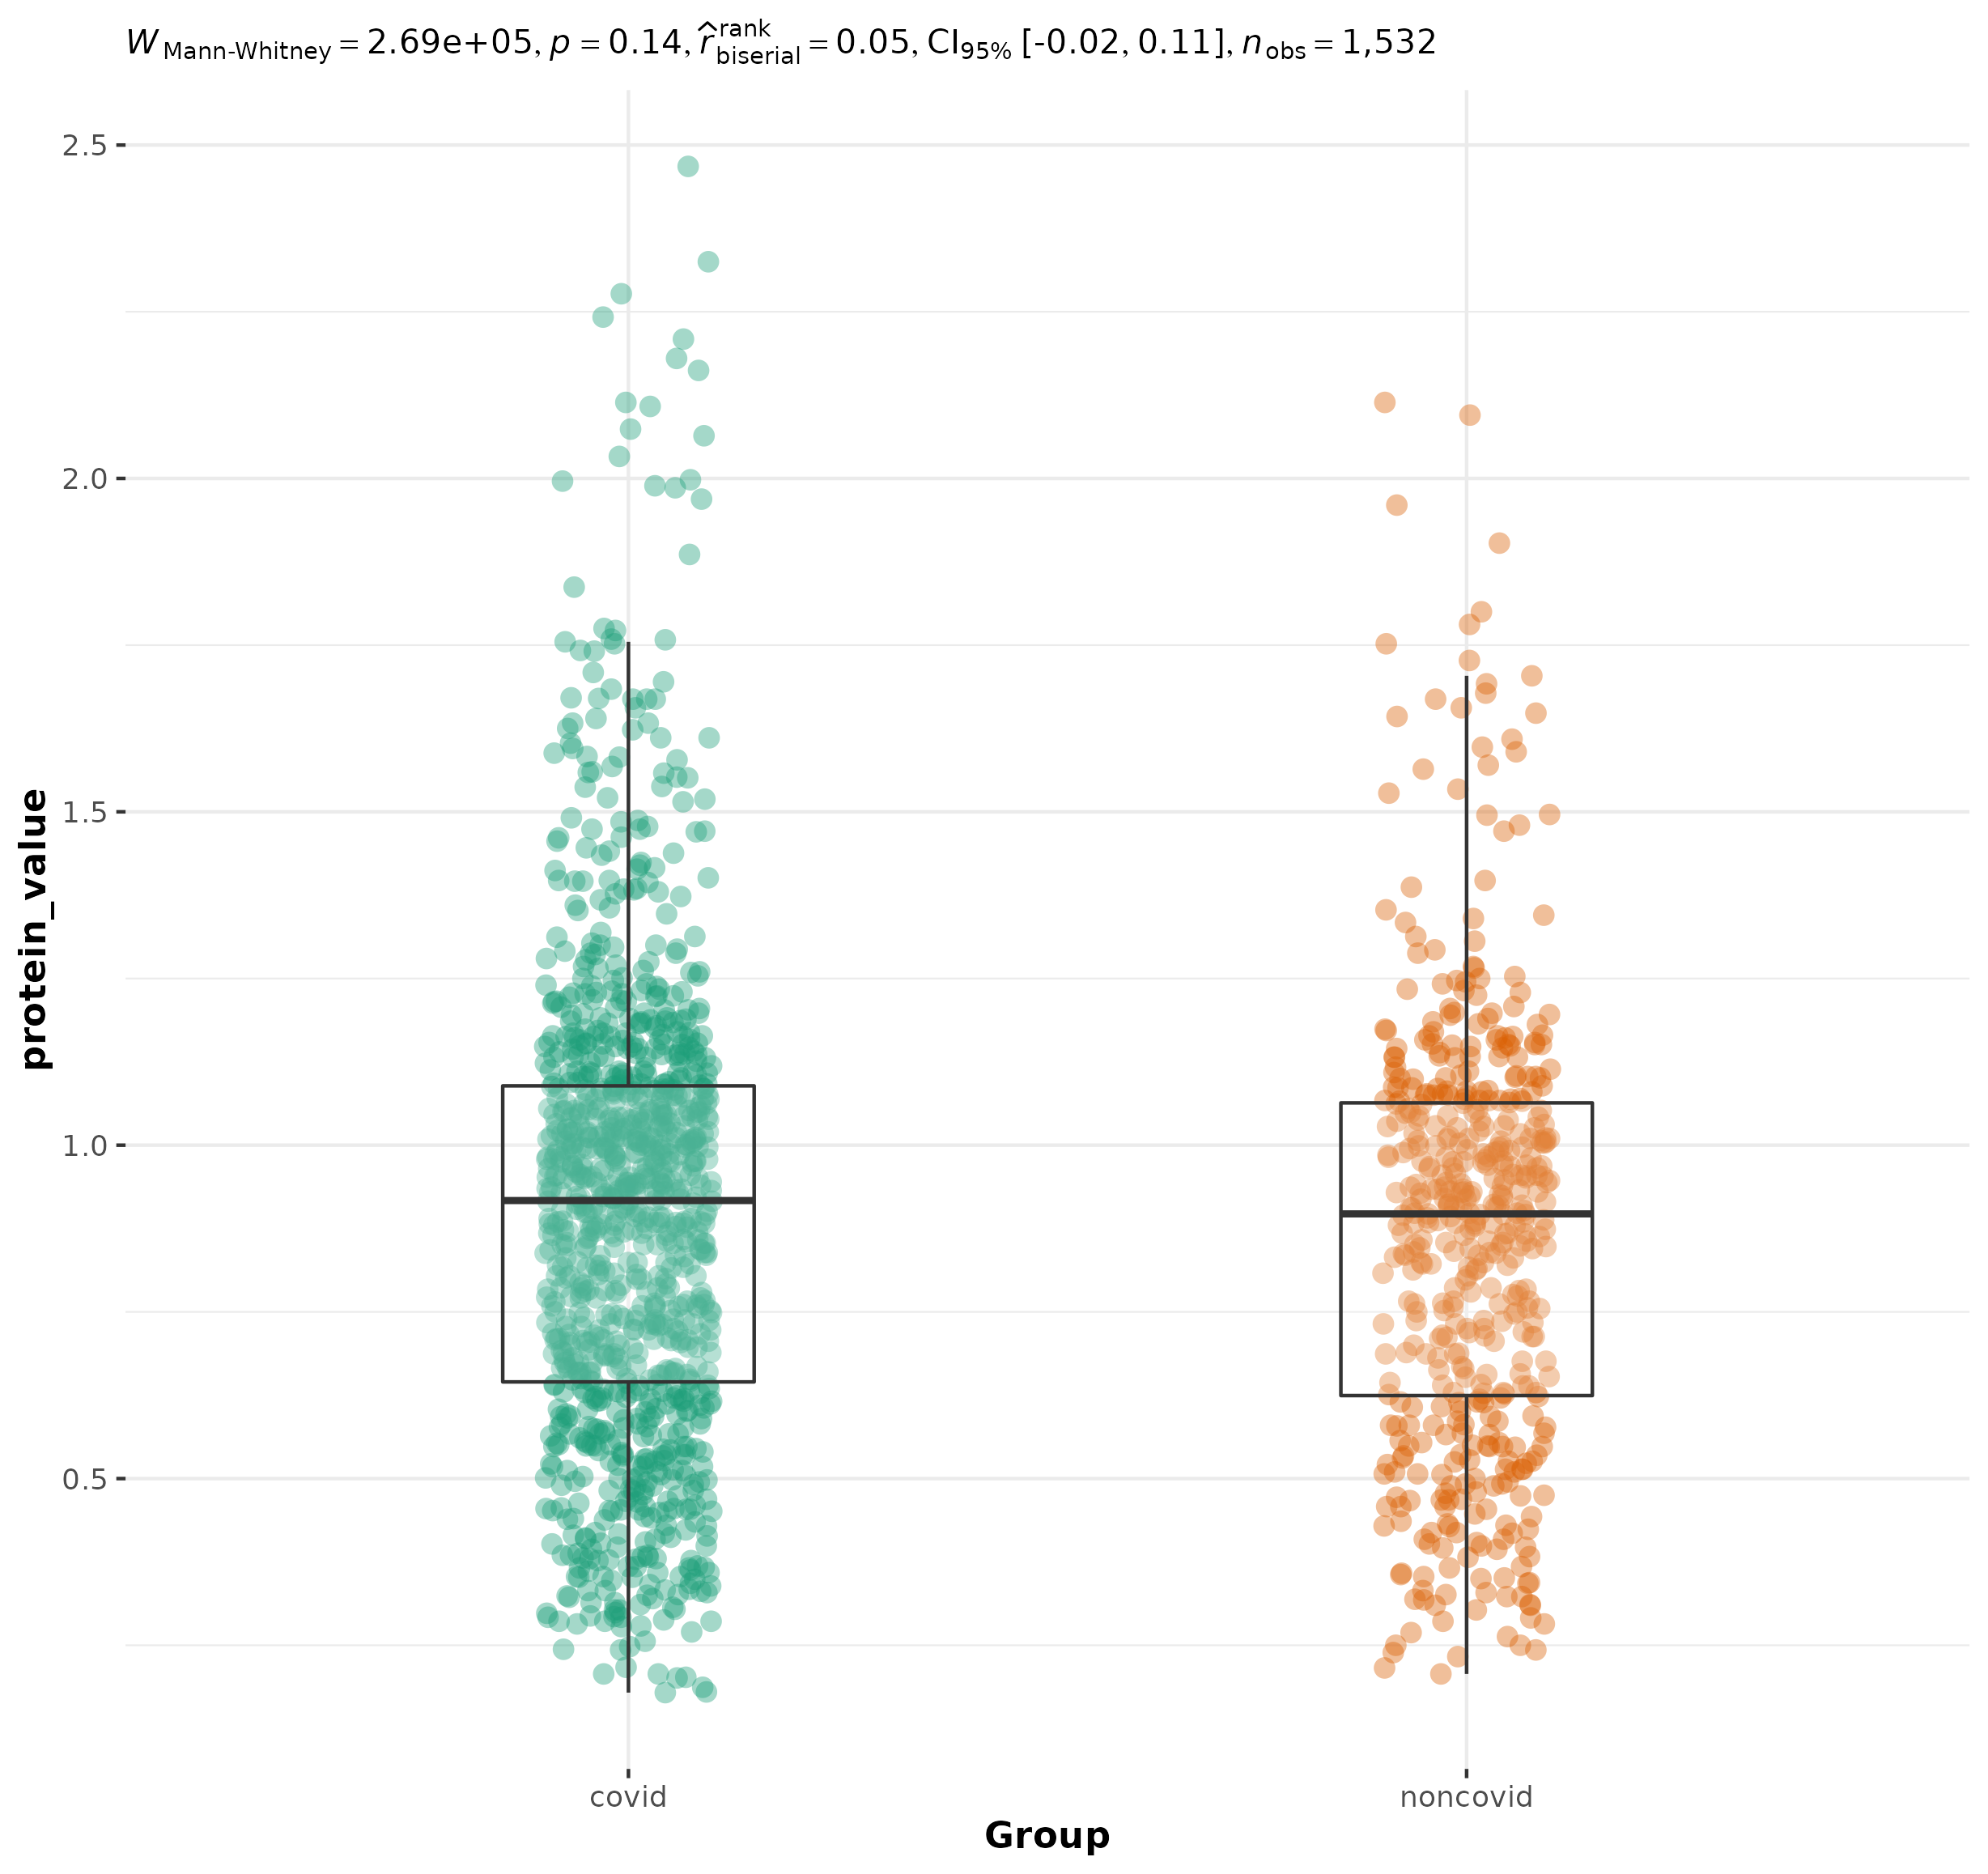 W Mann-Whitney = 2.69e+05, p = 0.14, r̂ rank biserial = 0.05, CI95% [-0.02, 0.11], nobs = 1,532
2.5
2.0
1.5
1.0
0.5
protein_value
covid noncovid
Group